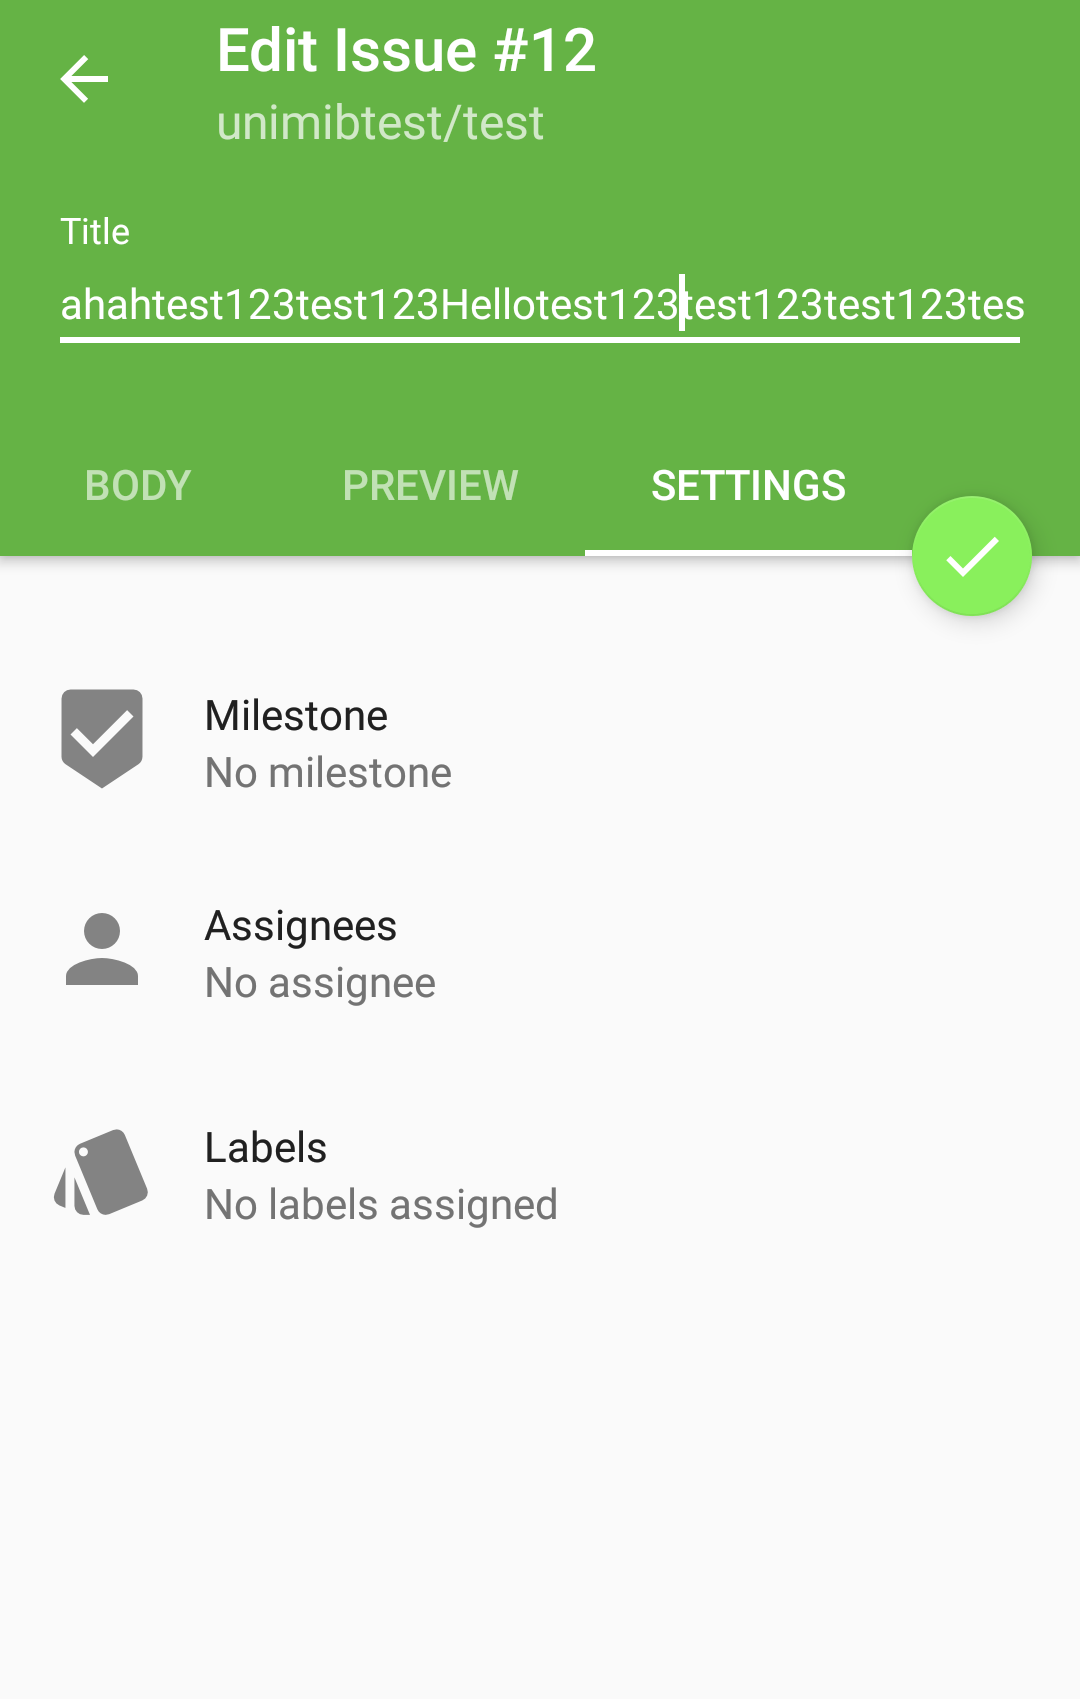 Edit Issue #12
unimibtest/test
Title
ahahtest123test123Hellotest123test123test123tes
BODY PREVIEW SETTINGS
Milestone
No milestone
Assignees
No assignee
Labels
No labels assigned